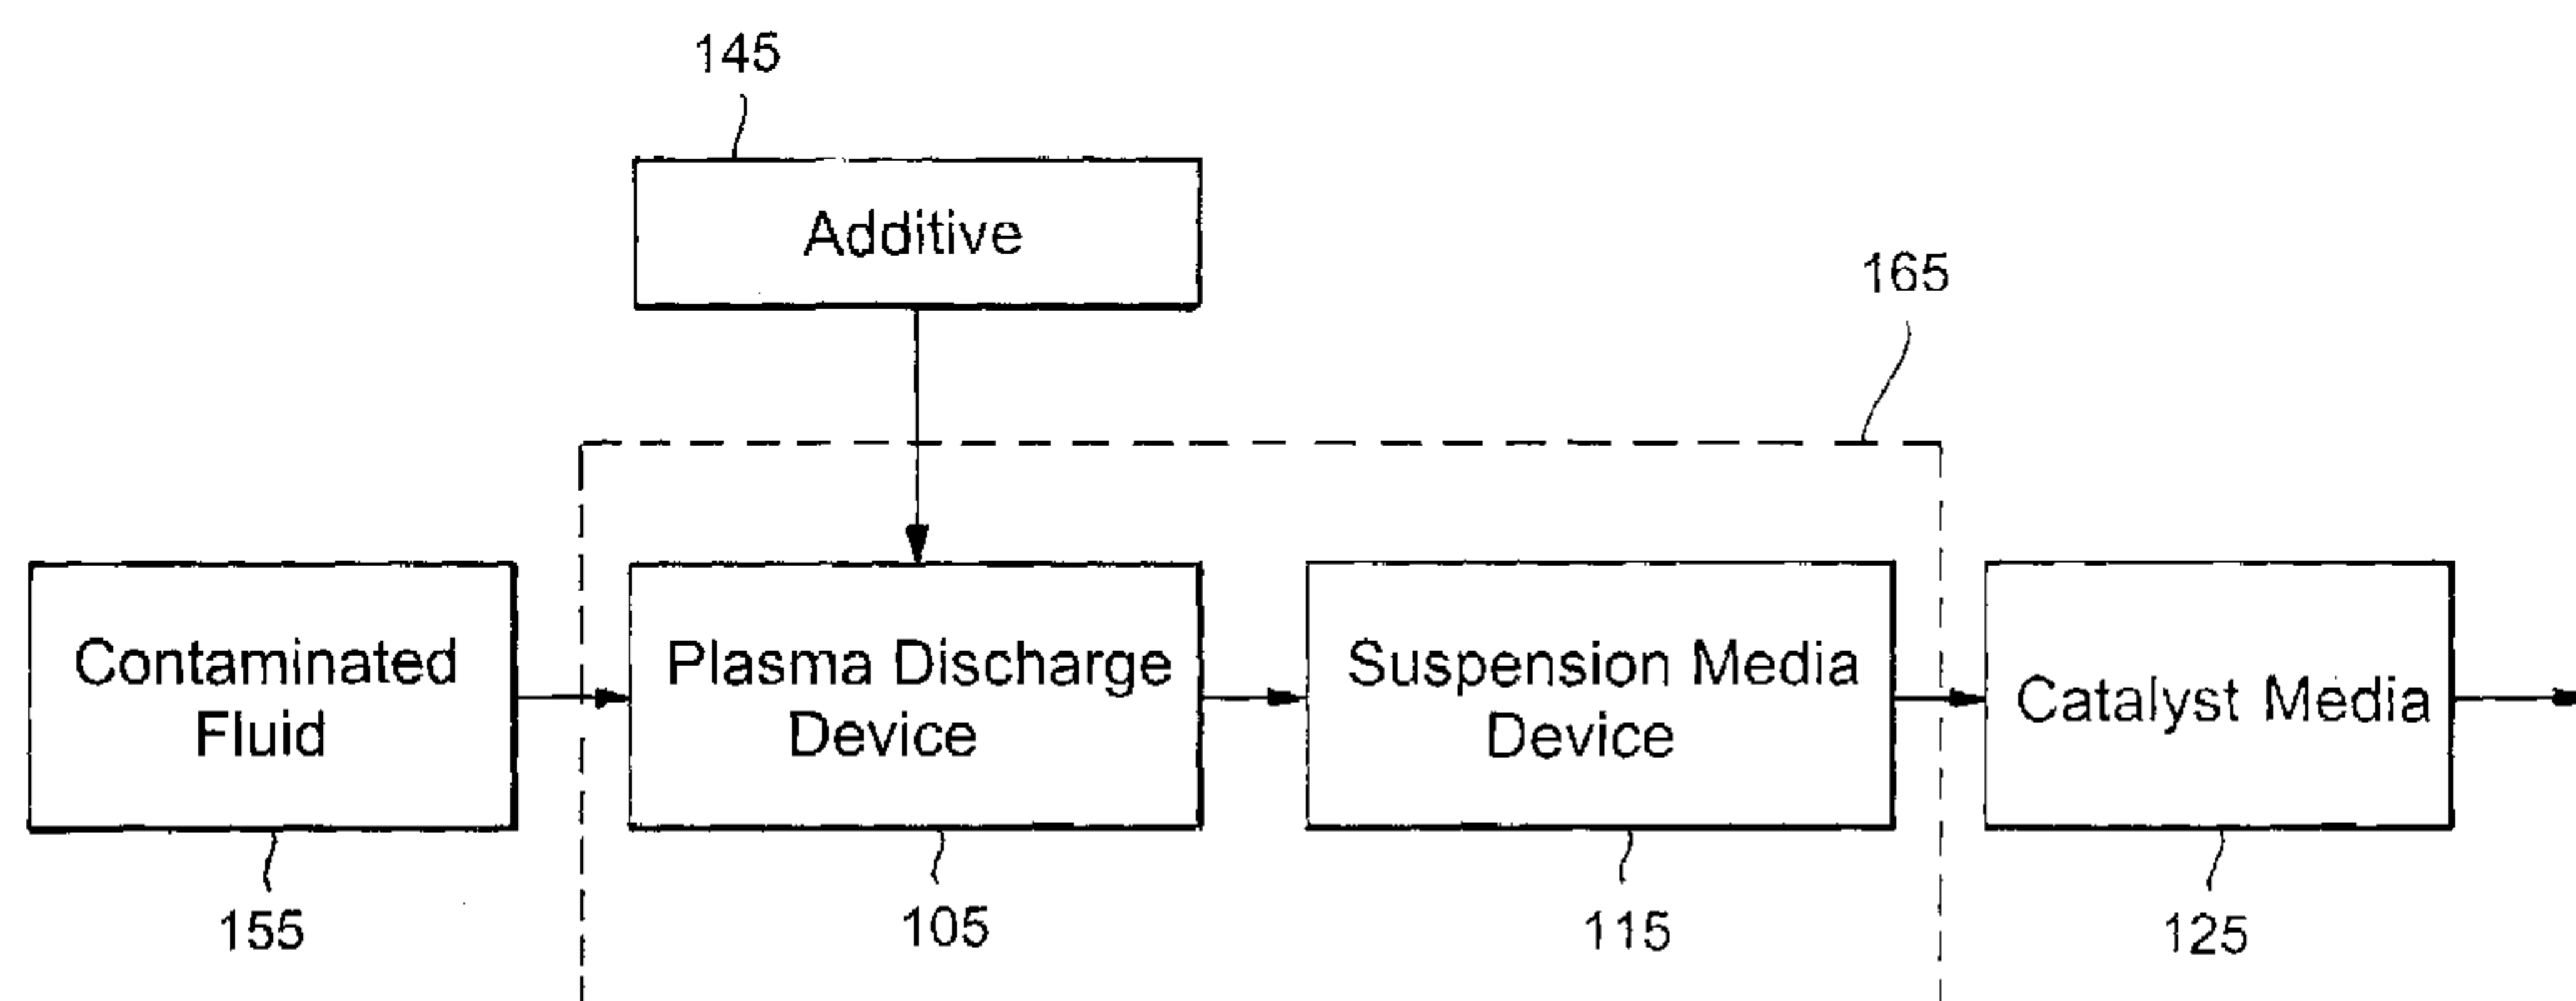 145
Additive
165
Contaminated
Fluid
Plasma Discharge
Device
Suspension Media
Device
Catalyst Media
155
105
115
125